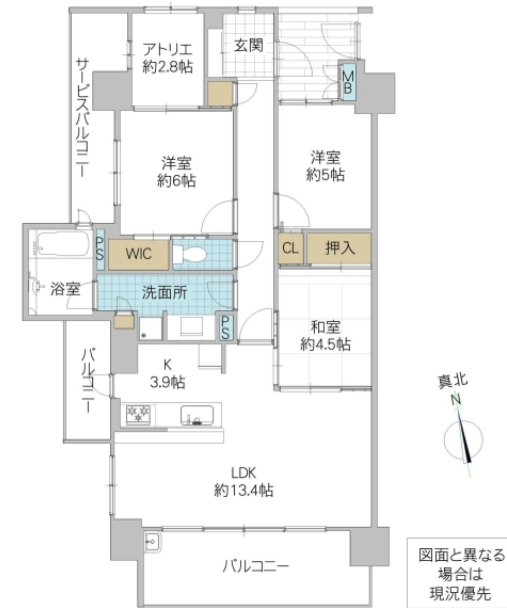 アトリエ
約2.8帖
玄関
MB
サービスバルコニー
洋室
約6帖
洋室
約5帖
PS
WIC
CL
押入
浴室
洗面所
PS
和室
約4.5帖
バルコニー
K
3.9帖
真北
N
LDK
約13.4帖
バルコニー
図面と異なる
場合は
現況優先